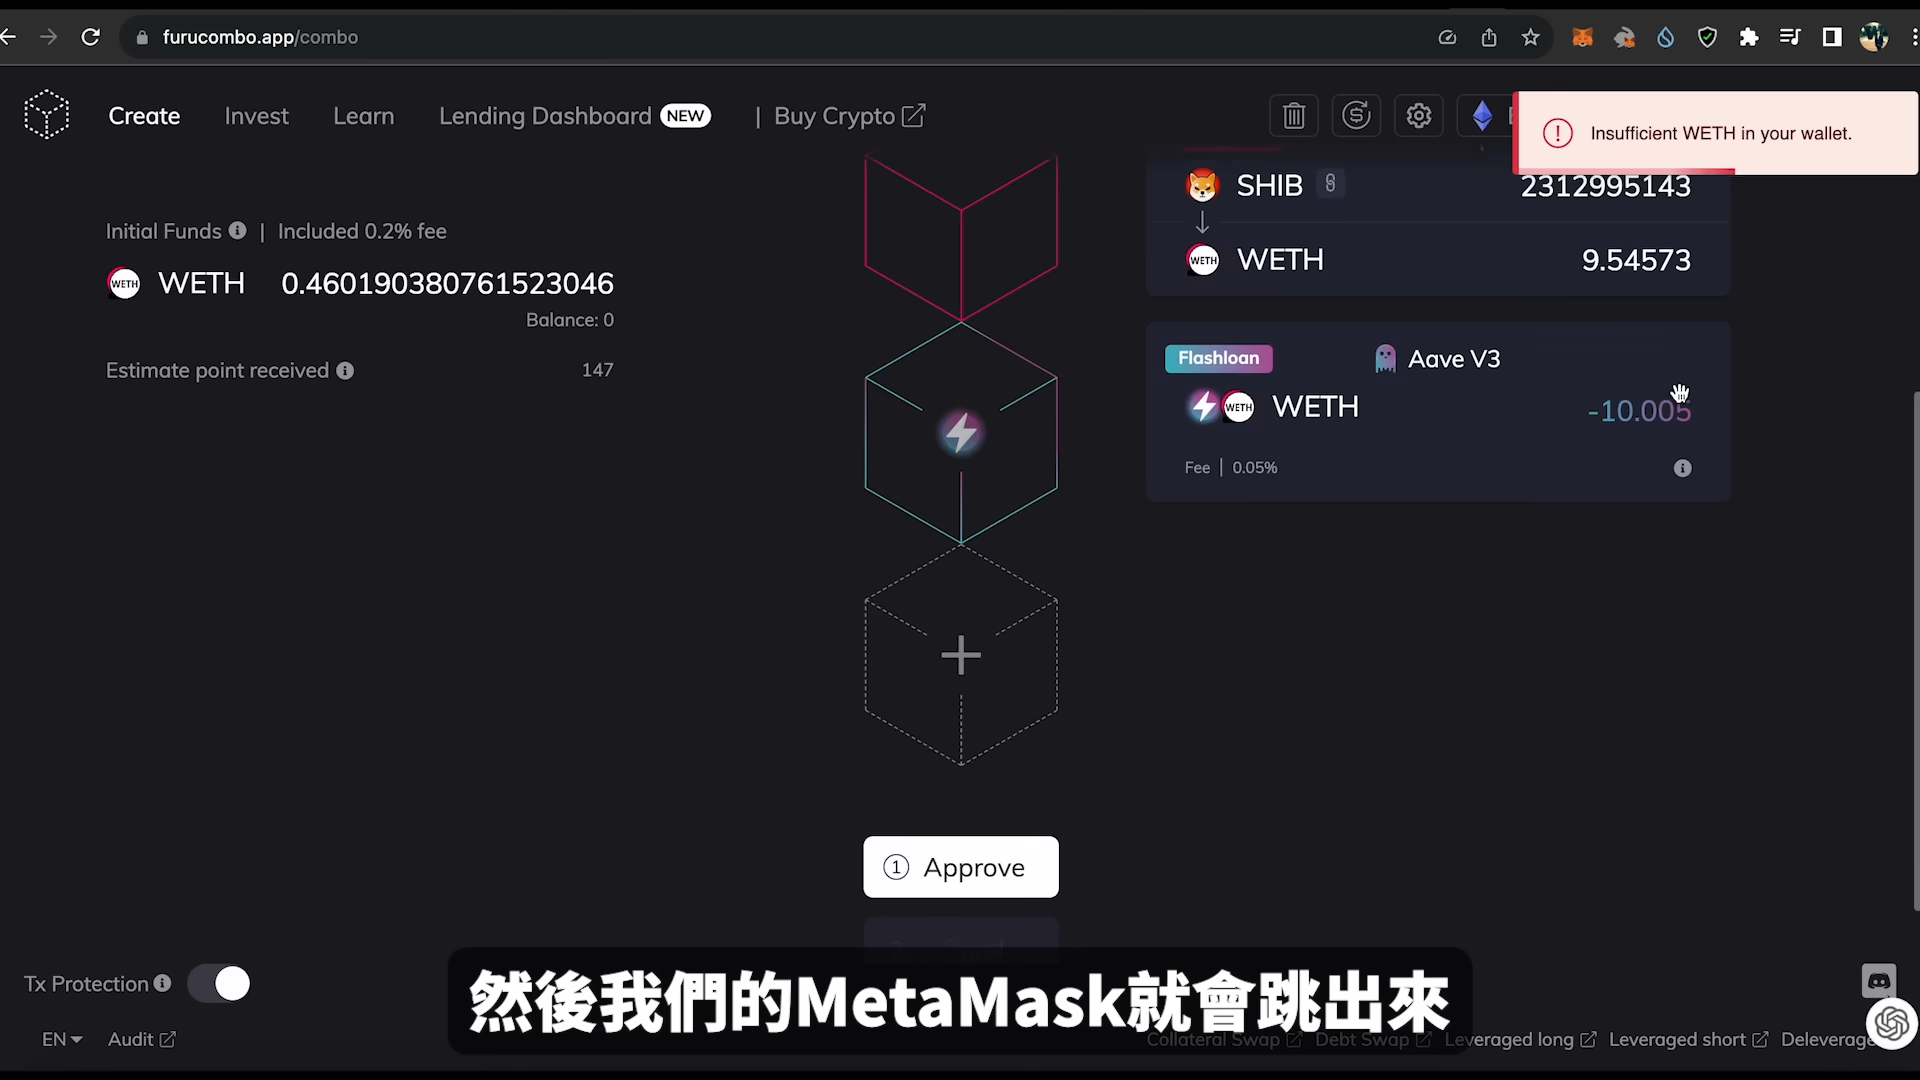 furucombo.app/combo
Create Invest Learn Lending Dashboard NEW | Buy Crypto
Insufficient WETH in your wallet.
SHIB 2312995143
WETH WETH 9.54573
Initial Funds | Included 0.2% fee
WETH WETH 0.460190380761523046
Balance: 0
Estimate point received 147
Flashloan Aave V3
WETH WETH -10.005
Fee | 0.05%
1 Approve
Tx Protection
然後我們的MetaMask就會跳出來
EN Audit
Collateral Swap Debt Swap Leveraged long Leveraged short Deleverage